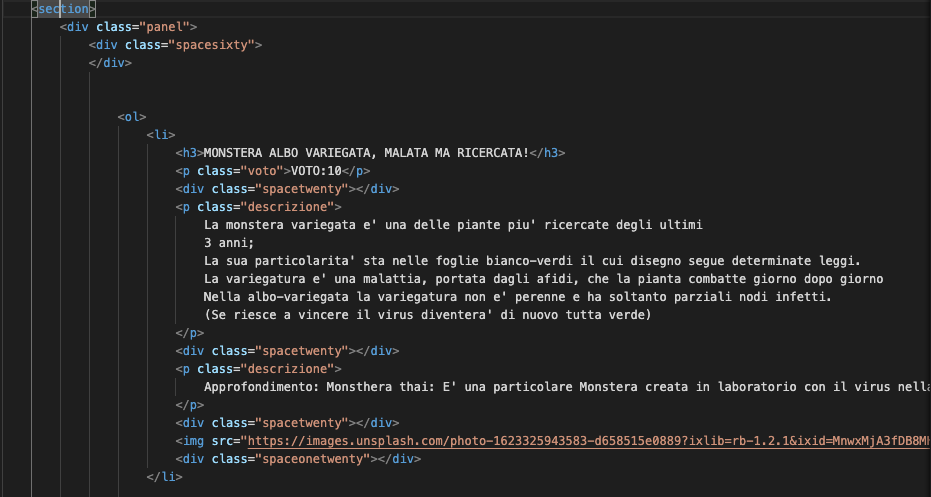 <section>
<div class="panel">
<div class="spacesixty">
</div>
<ol>
<li>
<h3>MONSTERA ALBO VARIEGATA, MALATA MA RICERCATA!</h3>
<p class="voto">VOTO:10</p>
<div class="spacetwenty"></div>
<p class="descrizione">
La monstera variegata e' una delle piante piu' ricercate degli ultimi
3 anni;
La sua particolarita' sta nelle foglie bianco-verdi il cui disegno segue determinate leggi.
La variegatura e' una malattia, portata dagli afidi, che la pianta combatte giorno dopo giorno
Nella albo-variegata la variegatura non e' perenne e ha soltanto parziali nodi infetti.
(Se riesce a vincere il virus diventera' di nuovo tutta verde)
</p>
<div class="spacetwenty"></div>
<p class="descrizione">
Approfondimento: Monsthera thai: E' una particolare Monstera creata in laboratorio con il virus nella
</p>
<div class="spacetwenty"></div>
<img src="https://images.unsplash.com/photo-1623325943583-d658515e0889?ixlib=rb-1.2.1&ixid=MnwxMjA3fDB8M
<div class="spaceonetwenty"></div>
</li>